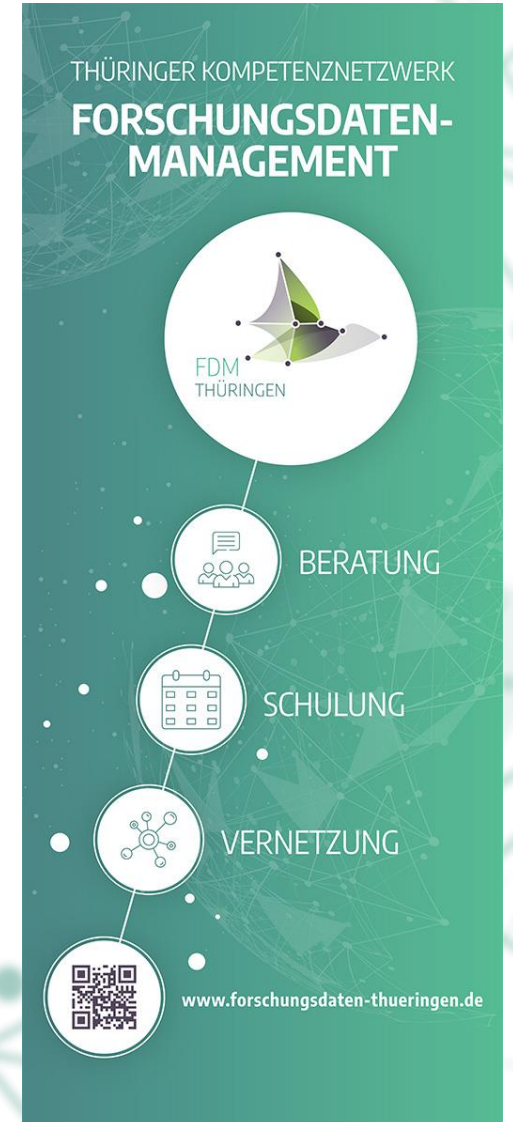 THÜRINGER KOMPETENZNETZWERK
FORSCHUNGSDATEN-
MANAGEMENT
FDM
THÜRINGEN
BERATUNG
SCHULUNG
VERNETZUNG
www.forschungsdaten-thueringen.de